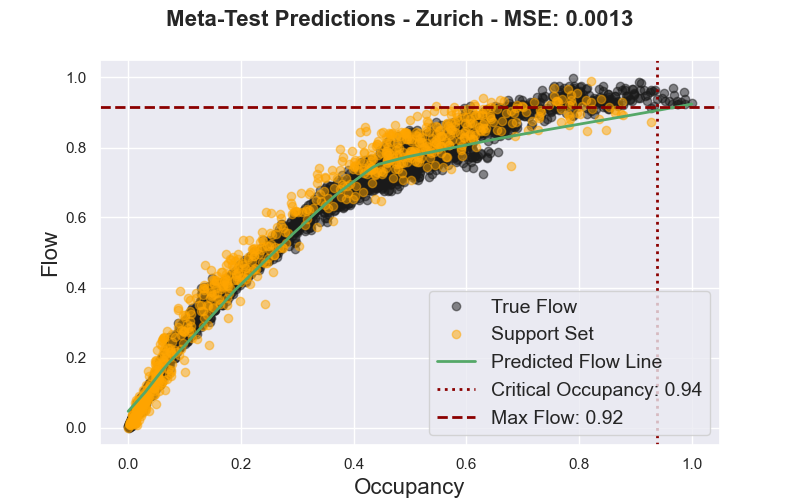 Meta-Test Predictions - Zurich - MSE: 0.0013
1.0
0.8
0.6
0.4
0.2
0.0
Flow
True Flow
Support Set
Predicted Flow Line
Critical Occupancy: 0.94
Max Flow: 0.92
0.0 0.2 0.4 0.6 0.8 1.0
Occupancy